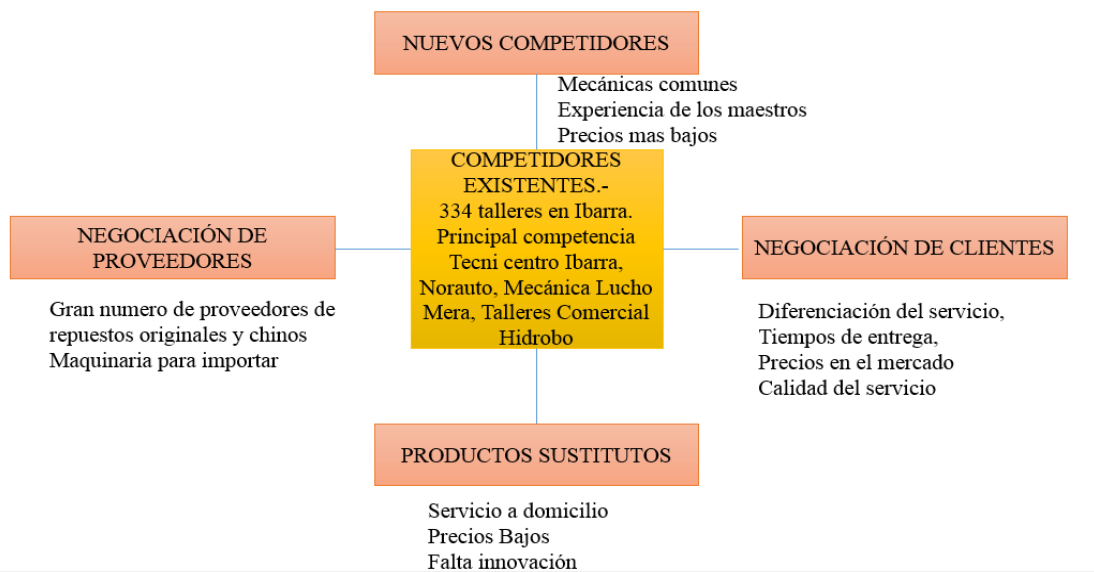 NUEVOS COMPETIDORES
Mecánicas comunes
Experiencia de los maestros
Precios mas bajos
COMPETIDORES
EXISTENTES.-
334 talleres en Ibarra.
Principal competencia
Tecni centro Ibarra,
Norauto, Mecánica Lucho
Mera, Talleres Comercial
Hidrobo
NEGOCIACIÓN DE
PROVEEDORES
Gran numero de proveedores de
repuestos originales y chinos
Maquinaria para importar
NEGOCIACIÓN DE CLIENTES
Diferenciación del servicio,
Tiempos de entrega,
Precios en el mercado
Calidad del servicio
PRODUCTOS SUSTITUTOS
Servicio a domicilio
Precios Bajos
Falta innovación